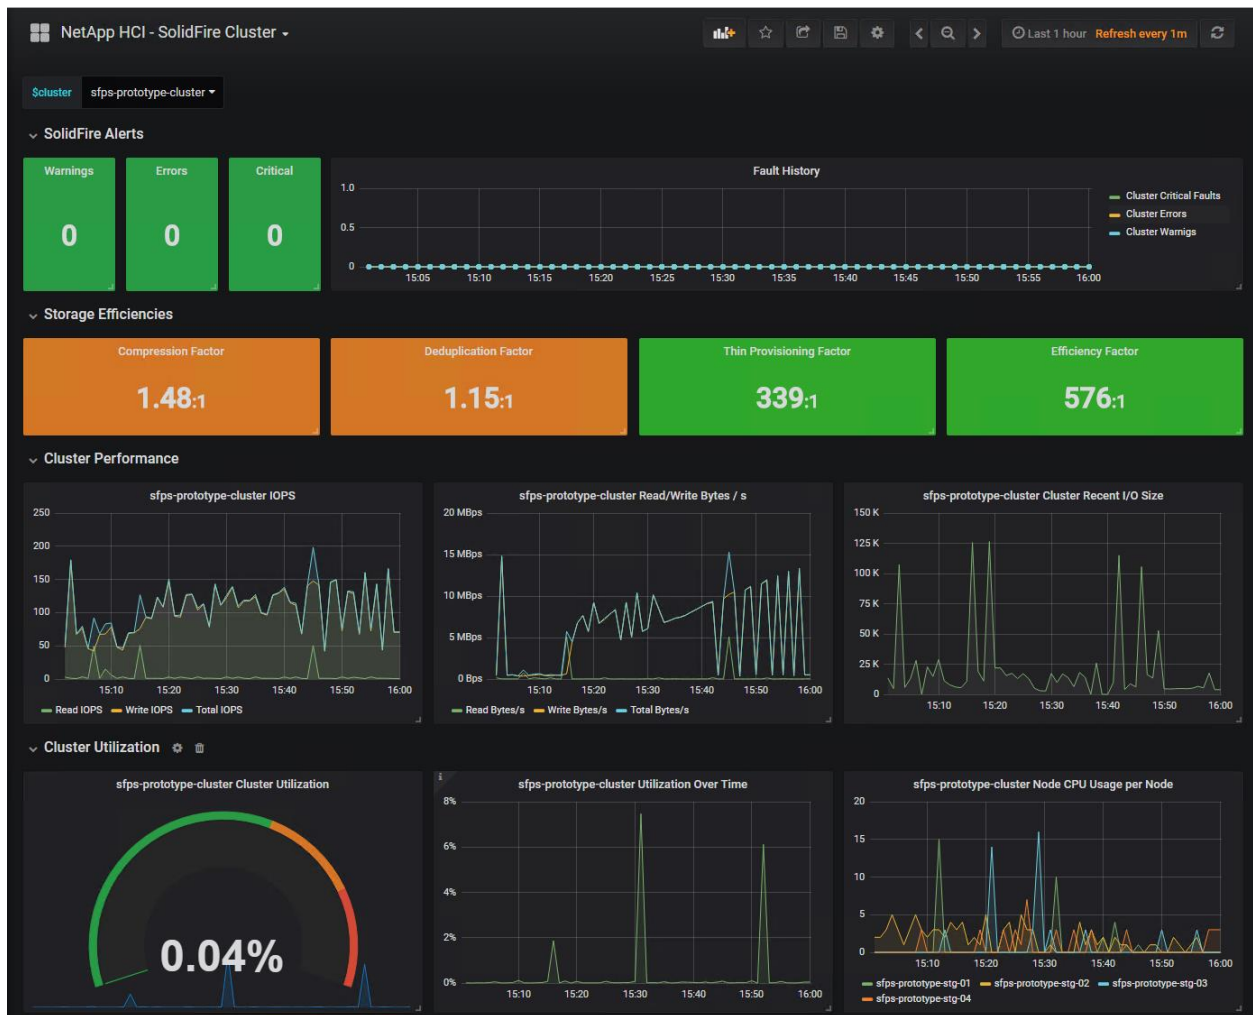 NetApp HCI - SolidFire Cluster
Last 1 hour Refresh every 1m
$cluster sfps-prototype-cluster
SolidFire Alerts
Warnings Errors Critical Fault History
0 0 0
1.0
0.5
0
15:05 15:10 15:15 15:20 15:25 15:30 15:35 15:40 15:45 15:50 15:55 16:00
Cluster Critical Faults
Cluster Errors
Cluster Warnigs
Storage Efficiencies
Compression Factor Deduplication Factor Thin Provisioning Factor Efficiency Factor
1.48:1 1.15:1 339:1 576:1
Cluster Performance
sfps-prototype-cluster IOPS
250
200
150
100
50
0
15:10 15:20 15:30 15:40 15:50 16:00
Read IOPS Write IOPS Total IOPS
sfps-prototype-cluster Read/Write Bytes / s
20 MBps
15 MBps
10 MBps
5 MBps
0 Bps
15:10 15:20 15:30 15:40 15:50 16:00
Read Bytes/s Write Bytes/s Total Bytes/s
sfps-prototype-cluster Cluster Recent I/O Size
150 K
125 K
100 K
75 K
50 K
25 K
0
15:10 15:20 15:30 15:40 15:50 16:00
Cluster Utilization
sfps-prototype-cluster Cluster Utilization
0.04%
i
sfps-prototype-cluster Utilization Over Time
8%
6%
4%
2%
0%
15:10 15:20 15:30 15:40 15:50 16:00
sfps-prototype-cluster Node CPU Usage per Node
20
15
10
5
0
15:10 15:20 15:30 15:40 15:50 16:00
sfps-prototype-stg-01 sfps-prototype-stg-02 sfps-prototype-stg-03
sfps-prototype-stg-04